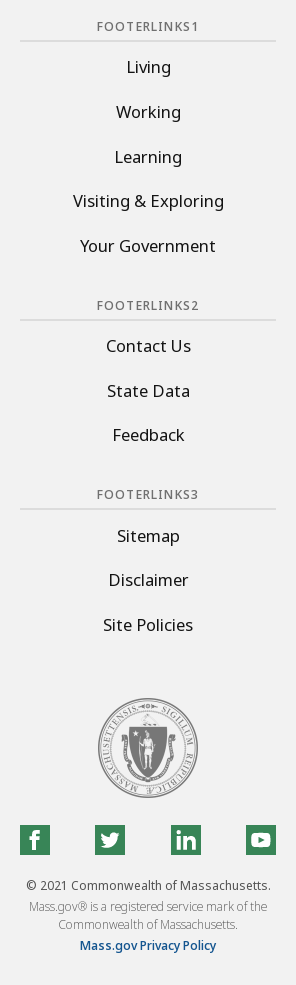 FOOTERLINKS1
Living
Working
Learning
Visiting & Exploring
Your Government
FOOTERLINKS2
Contact Us
State Data
Feedback
FOOTERLINKS3
Sitemap
Disclaimer
Site Policies
SIGILLUM REIPUBLICÆ MASSACHUSETTENSIS
© 2021 Commonwealth of Massachusetts.
Mass.gov® is a registered service mark of the
Commonwealth of Massachusetts.
Mass.gov Privacy Policy